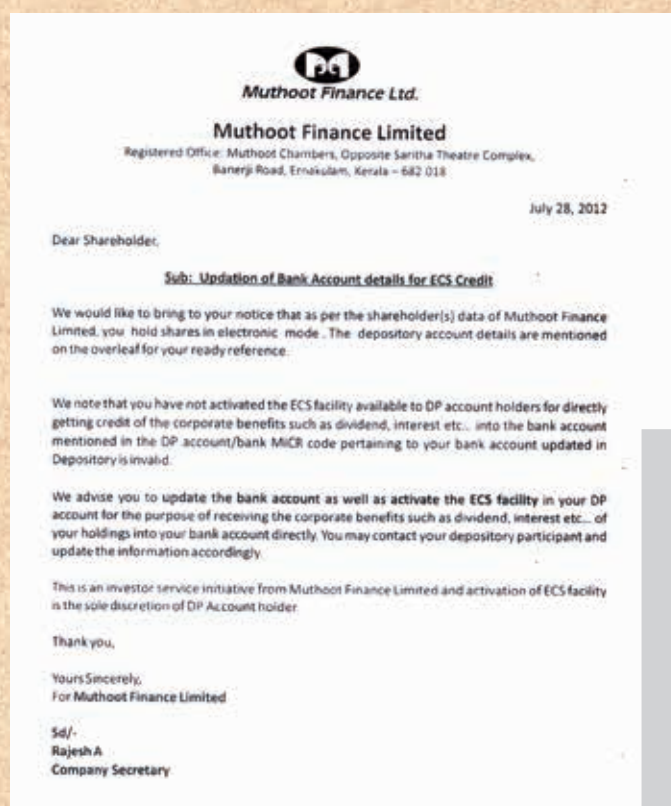 Muthoot Finance Ltd.
Muthoot Finance Limited
Registered Office: Muthoot Chambers, Opposite Saritha Theatre Complex,
Banerji Road, Ernakulam, Kerala – 682 018
July 28, 2012
Dear Shareholder,
Sub: Updation of Bank Account details for ECS Credit
We would like to bring to your notice that as per the shareholder(s) data of Muthoot Finance
Limited, you hold shares in electronic mode . The depository account details are mentioned
on the overleaf for your ready reference.
We note that you have not activated the ECS facility available to DP account holders for directly
getting credit of the corporate benefits such as dividend, interest etc... into the bank account
mentioned in the DP account/bank MICR code pertaining to your bank account updated in
Depository is invalid.
We advise you to update the bank account as well as activate the ECS facility in your DP
account for the purpose of receiving the corporate benefits such as dividend, interest etc... of
your holdings into your bank account directly. You may contact your depository participant and
update the information accordingly.
This is an investor service initiative from Muthoot Finance Limited and activation of ECS facility
is the sole discretion of DP Account holder.
Thank you,
Yours Sincerely,
For Muthoot Finance Limited
Sd/-
Rajesh A
Company Secretary